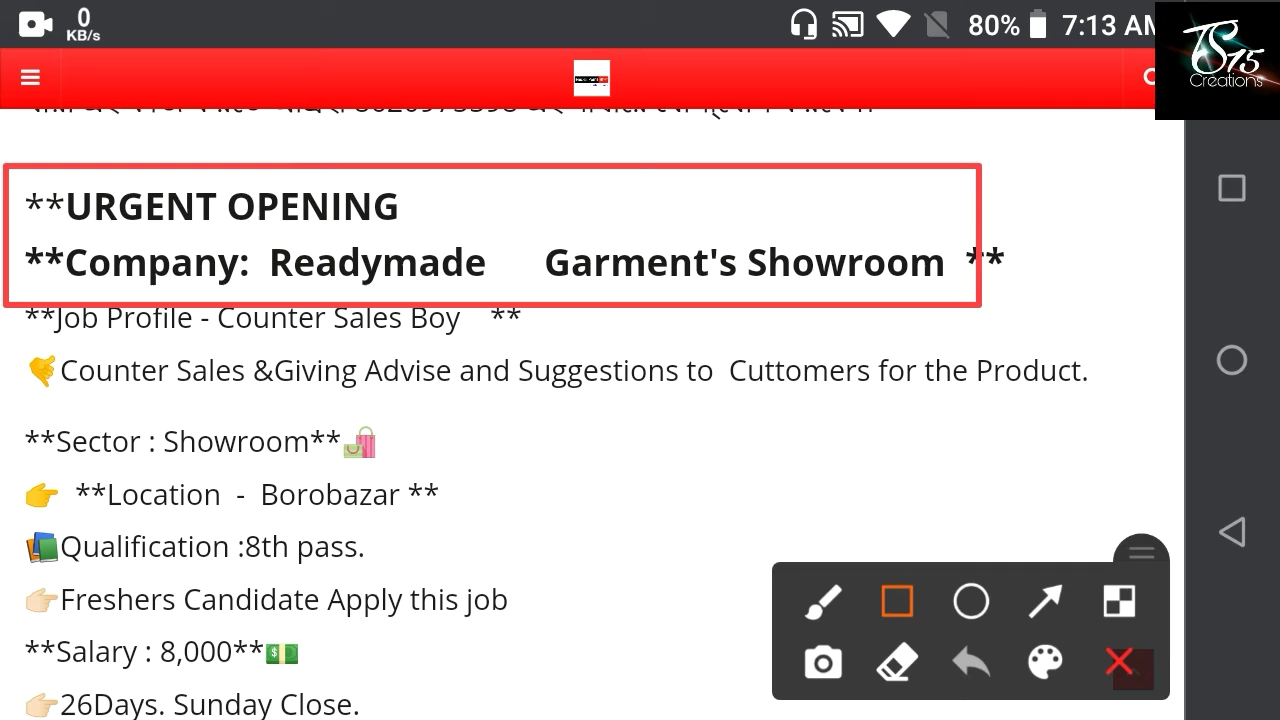 0
KB/s
80%
7:13 AM
TS15
Creations
**URGENT OPENING
**Company:  Readymade      Garment's Showroom  **
**Job Profile - Counter Sales Boy    **
🤙Counter Sales &Giving Advise and Suggestions to  Cuttomers for the Product.
**Sector : Showroom**🛍️
👉  **Location  -  Borobazar **
📚Qualification :8th pass.
👉🏻Freshers Candidate Apply this job
**Salary : 8,000**💵
👉🏻26Days. Sunday Close.